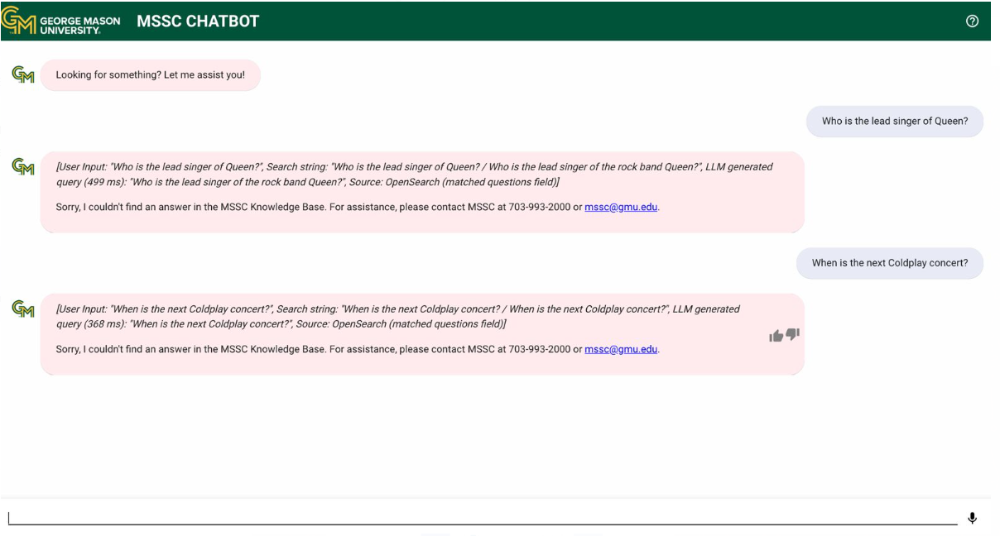 GEORGE MASON
UNIVERSITY.
MSSC CHATBOT
Looking for something? Let me assist you!
Who is the lead singer of Queen?
[User Input: "Who is the lead singer of Queen?", Search string: "Who is the lead singer of Queen? / Who is the lead singer of the rock band Queen?", LLM generated
query (499 ms): "Who is the lead singer of the rock band Queen?", Source: OpenSearch (matched questions field)]
Sorry, I couldn't find an answer in the MSSC Knowledge Base. For assistance, please contact MSSC at 703-993-2000 or mssc@gmu.edu.
When is the next Coldplay concert?
[User Input: "When is the next Coldplay concert?", Search string: "When is the next Coldplay concert? / When is the next Coldplay concert?", LLM generated
query (368 ms): "When is the next Coldplay concert?", Source: OpenSearch (matched questions field)]
Sorry, I couldn't find an answer in the MSSC Knowledge Base. For assistance, please contact MSSC at 703-993-2000 or mssc@gmu.edu.